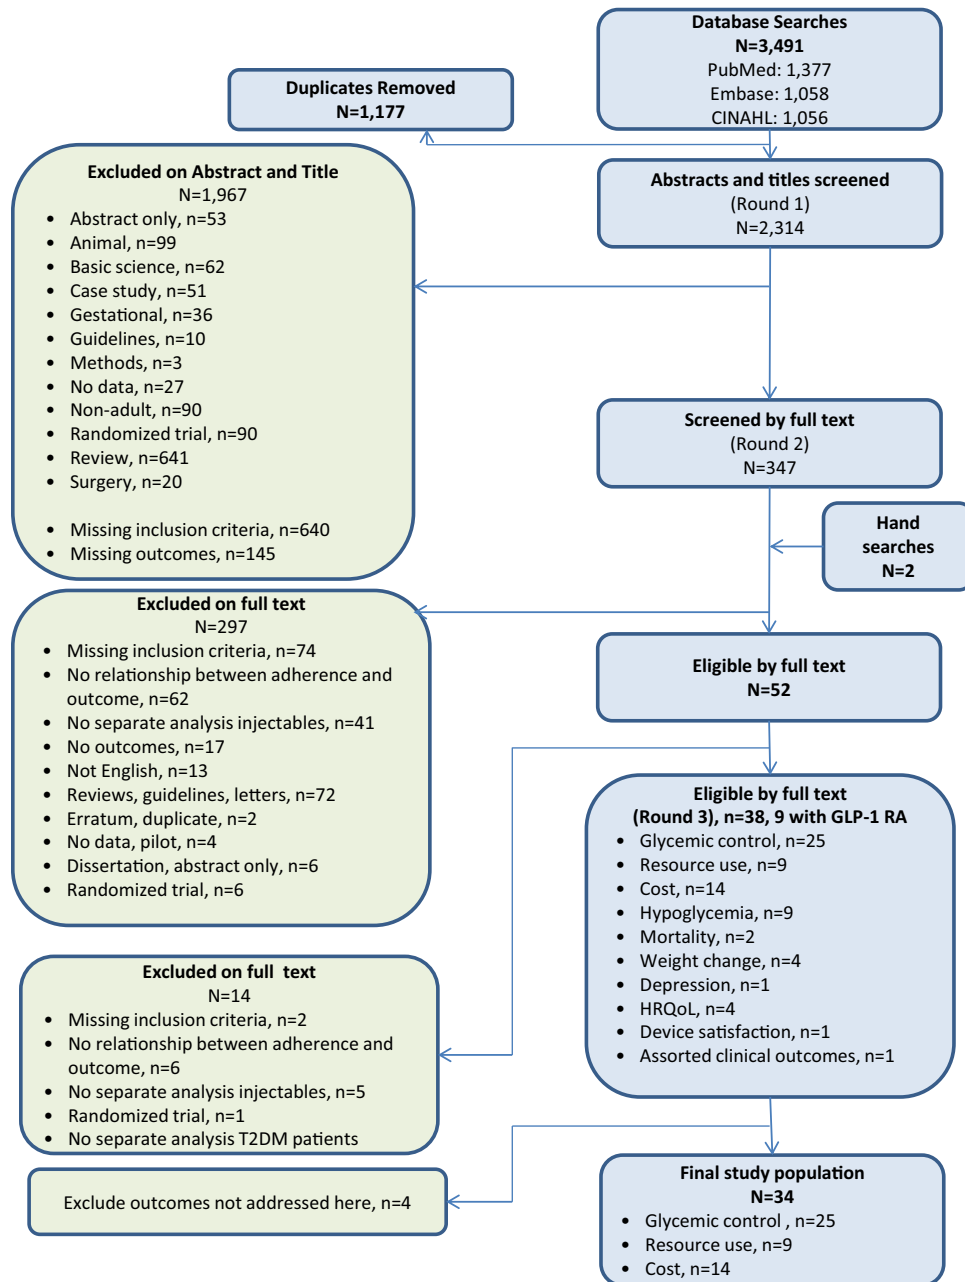 Database Searches
N=3,491
PubMed: 1,377
Embase: 1,058
CINAHL: 1,056
Duplicates Removed
N=1,177
Abstracts and titles screened
(Round 1)
N=2,314
Excluded on Abstract and Title
N=1,967
• Abstract only, n=53
• Animal, n=99
• Basic science, n=62
• Case study, n=51
• Gestational, n=36
• Guidelines, n=10
• Methods, n=3
• No data, n=27
• Non-adult, n=90
• Randomized trial, n=90
• Review, n=641
• Surgery, n=20
• Missing inclusion criteria, n=640
• Missing outcomes, n=145
Screened by full text
(Round 2)
N=347
Hand
searches
N=2
Excluded on full text
N=297
• Missing inclusion criteria, n=74
• No relationship between adherence and
outcome, n=62
• No separate analysis injectables, n=41
• No outcomes, n=17
• Not English, n=13
• Reviews, guidelines, letters, n=72
• Erratum, duplicate, n=2
• No data, pilot, n=4
• Dissertation, abstract only, n=6
• Randomized trial, n=6
Eligible by full text
N=52
Eligible by full text
(Round 3), n=38, 9 with GLP-1 RA
• Glycemic control, n=25
• Resource use, n=9
• Cost, n=14
• Hypoglycemia, n=9
• Mortality, n=2
• Weight change, n=4
• Depression, n=1
• HRQoL, n=4
• Device satisfaction, n=1
• Assorted clinical outcomes, n=1
Excluded on full text
N=14
• Missing inclusion criteria, n=2
• No relationship between adherence and
outcome, n=6
• No separate analysis injectables, n=5
• Randomized trial, n=1
• No separate analysis T2DM patients
Exclude outcomes not addressed here, n=4
Final study population
N=34
• Glycemic control , n=25
• Resource use, n=9
• Cost, n=14